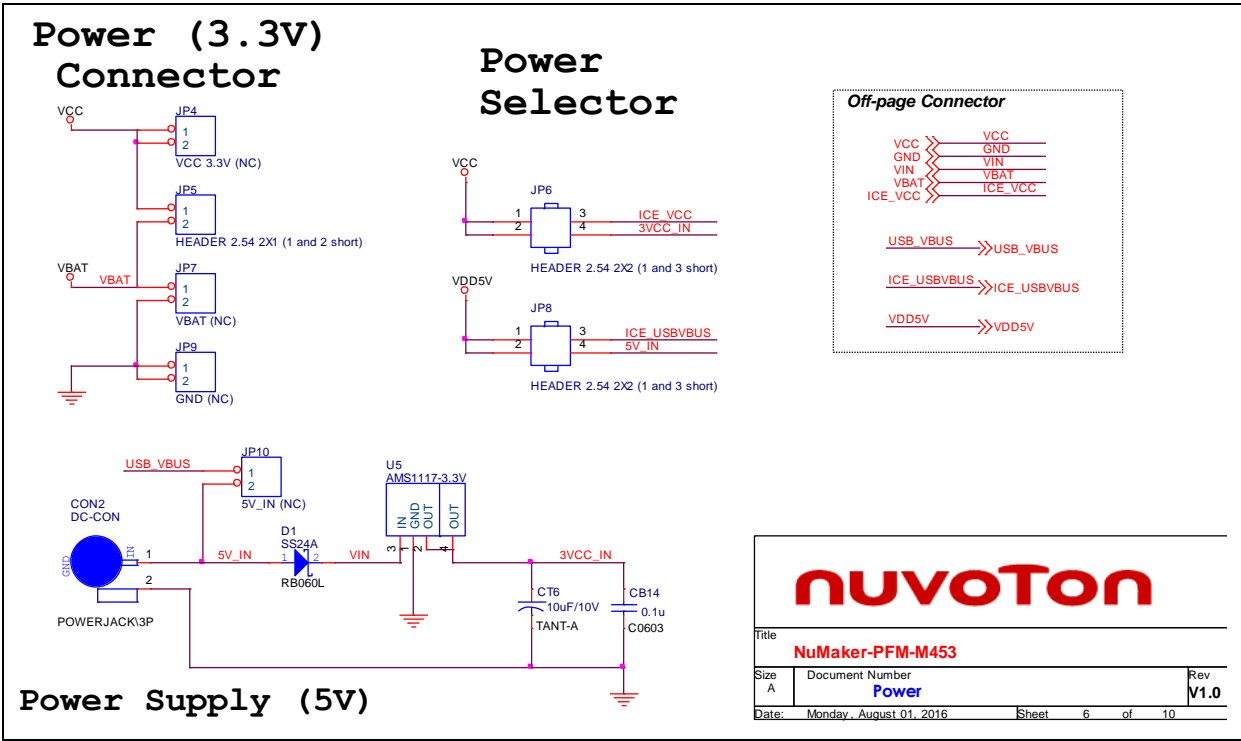 Power (3.3V)
Connector
VCC
JP4
1
2
VCC 3.3V (NC)
JP5
1
2
HEADER 2.54 2X1 (1 and 2 short)
VBAT
VBAT
JP7
1
2
VBAT (NC)
JP9
1
2
GND (NC)
Power
Selector
VCC
JP6
1 3 ICE_VCC
2 4 3VCC_IN
HEADER 2.54 2X2 (1 and 3 short)
VDD5V
JP8
1 3 ICE_USBVBUS
2 4 5V_IN
HEADER 2.54 2X2 (1 and 3 short)
Off-page Connector
VCC VCC
GND GND
VIN VIN
VBAT VBAT
ICE_VCC ICE_VCC
USB_VBUS USB_VBUS
ICE_USBVBUS ICE_USBVBUS
VDD5V VDD5V
USB_VBUS
JP10
1
2
5V_IN (NC)
CON2
DC-CON
GND
IN
1
2
POWERJACK\3P
5V_IN
D1
SS24A
1 2
RB060L
VIN
U5
AMS1117-3.3V
IN
GND
OUT
OUT
3
1
2
4
3VCC_IN
CT6
10uF/10V
TANT-A
CB14
0.1u
C0603
Power Supply (5V)
nuvoTon
Title
NuMaker-PFM-M453
Size Document Number Rev
A Power V1.0
Date: Monday, August 01, 2016 Sheet 6 of 10